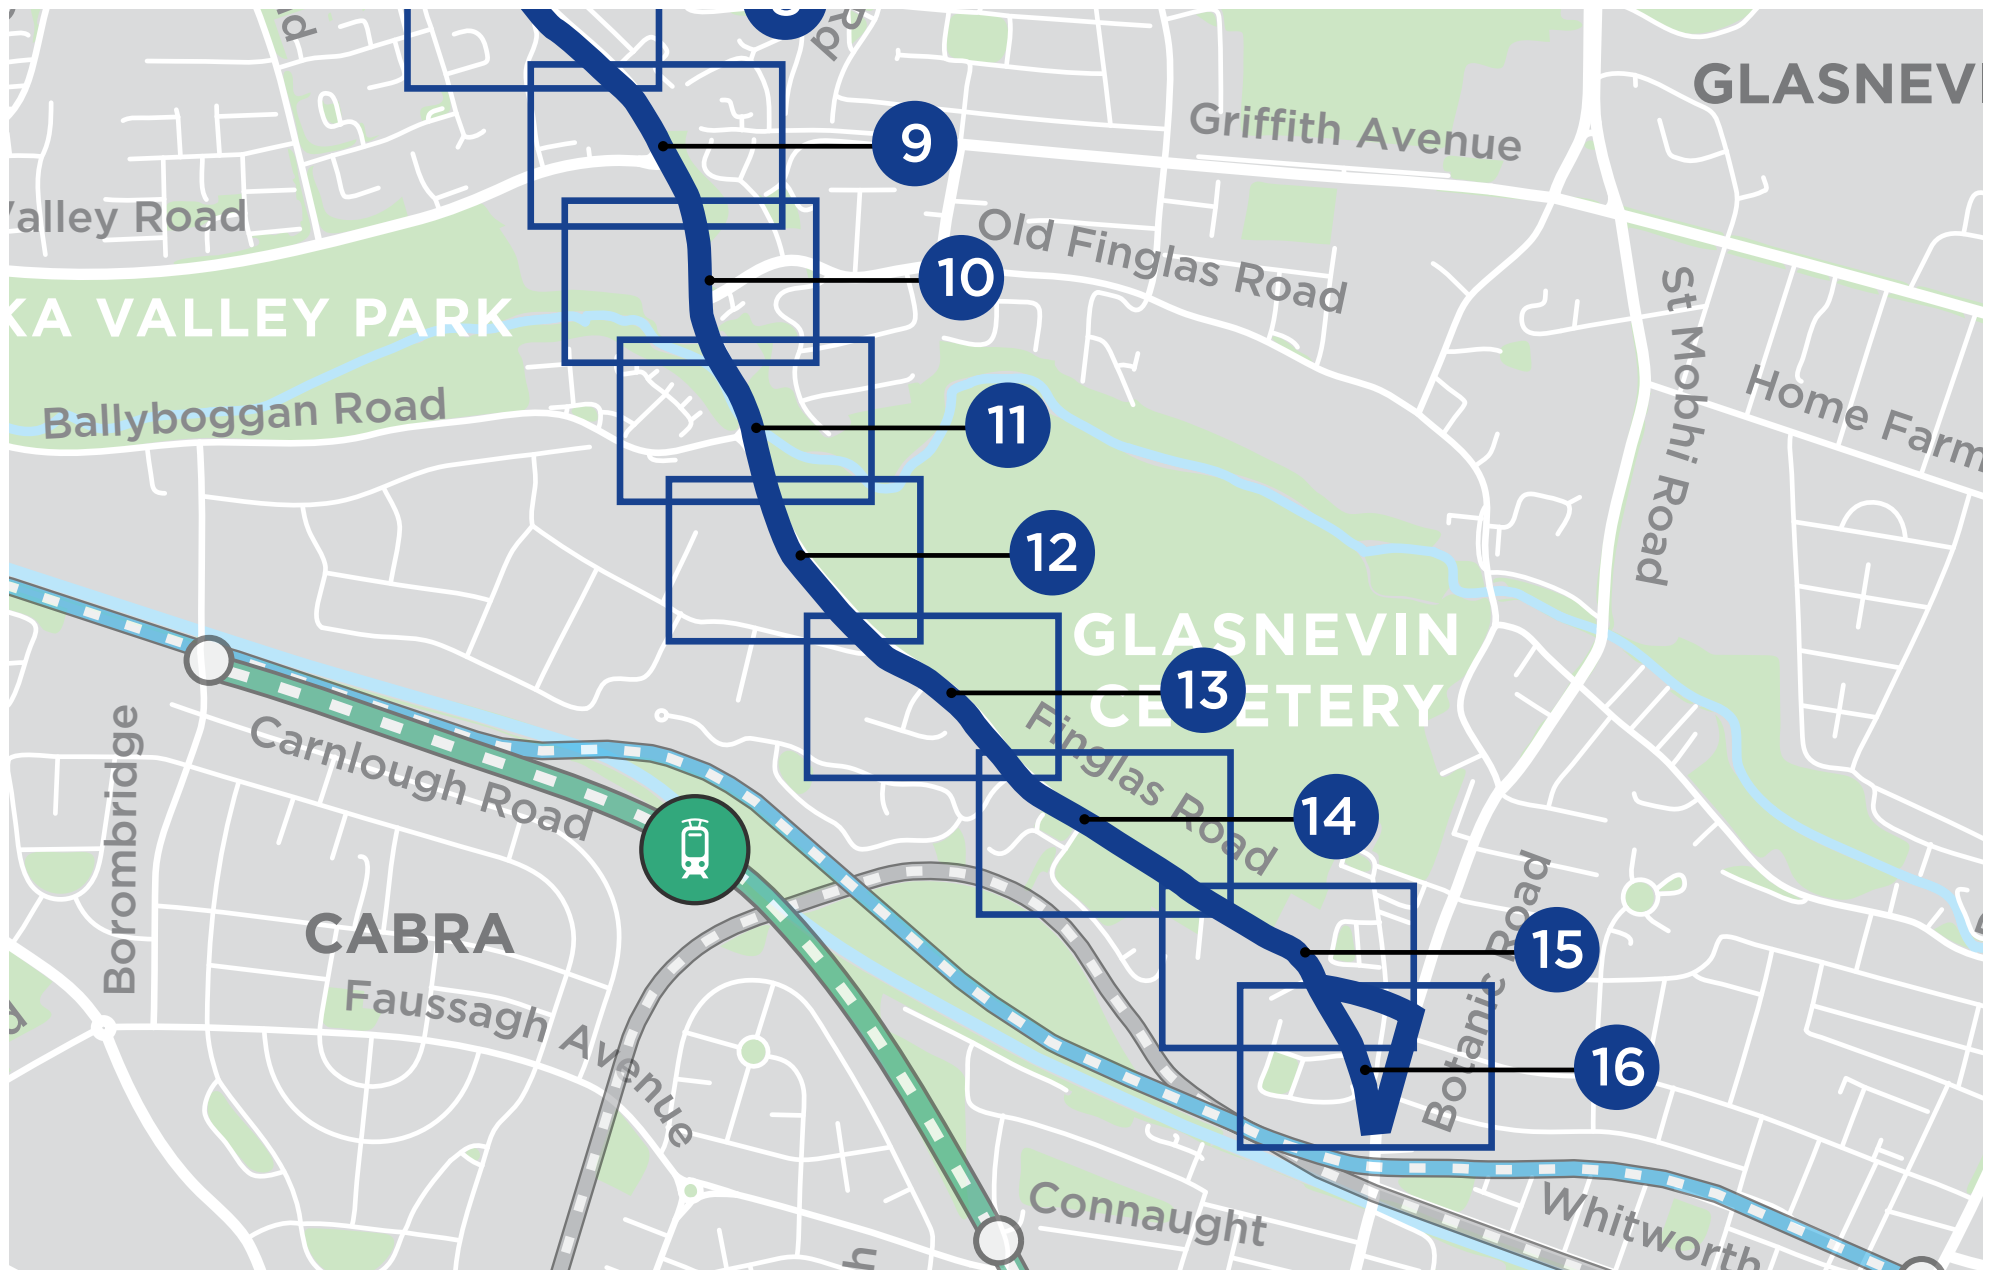 GLASNEVI
Griffith Avenue
9
Valley Road
Old Finglas Road
10
KA VALLEY PARK
St Mobhi Road
Home Farm
Ballyboggan Road
11
12
GLASNEVIN
CEMETERY
13
Finglas Road
14
Borombridge
Carnlough Road
CABRA
15
Faussagh Avenue
Botanic Road
16
Connaught
Whitworth
Rd